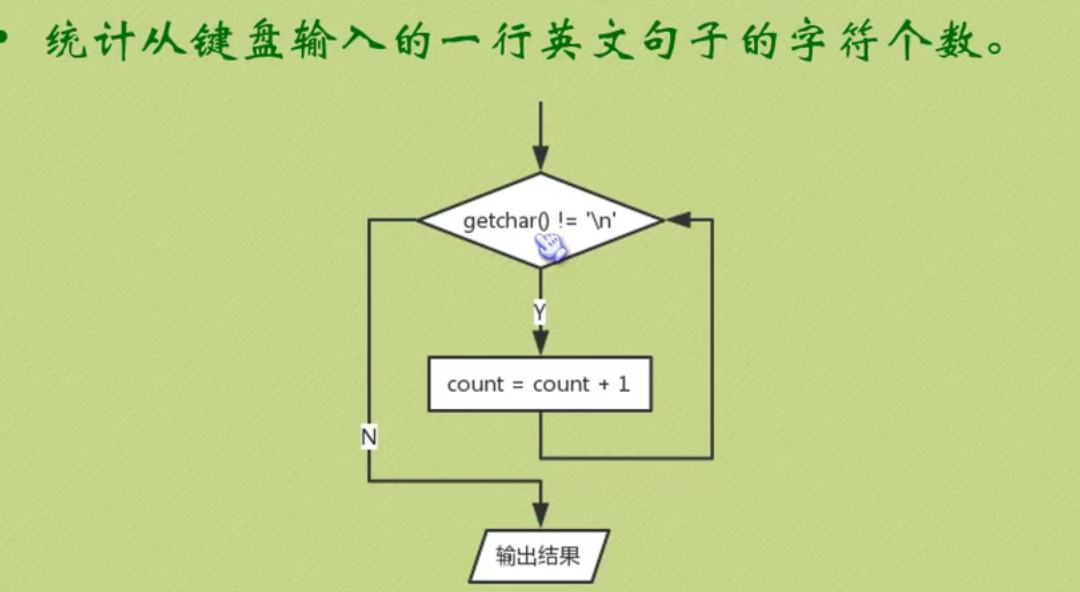 统计从键盘输入的一行英文句子的字符个数。
getchar() != '\n'
Y
count = count + 1
N
输出结果